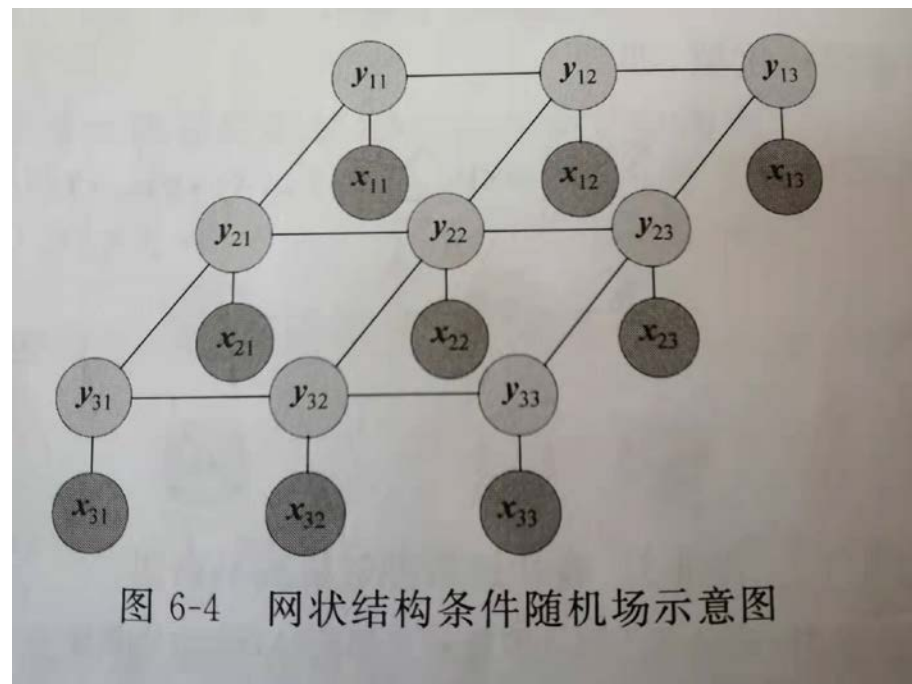 y₁₁ y₁₂ y₁₃
x₁₁ x₁₂ x₁₃
y₂₁ y₂₂ y₂₃
x₂₁ x₂₂ x₂₃
y₃₁ y₃₂ y₃₃
x₃₁ x₃₂ x₃₃
图 6-4 网状结构条件随机场示意图